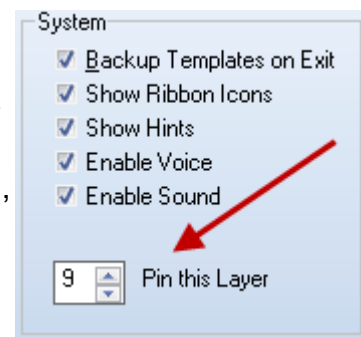 System
Backup Templates on Exit
Show Ribbon Icons
Show Hints
Enable Voice
,
Enable Sound
9 Pin this Layer